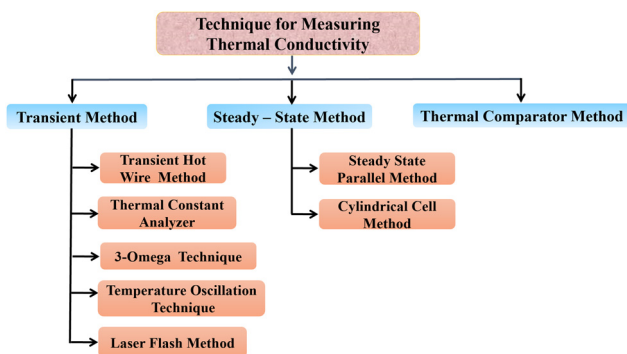 Technique for Measuring
Thermal Conductivity
Transient Method
Steady – State Method
Thermal Comparator Method
Transient Hot
Wire Method
Steady State
Parallel Method
Thermal Constant
Analyzer
Cylindrical Cell
Method
3-Omega Technique
Temperature Oscillation
Technique
Laser Flash Method